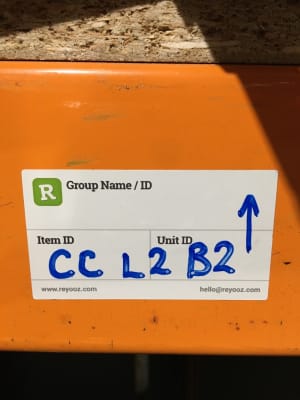 R Group Name / ID
Item ID Unit ID
CC L2 B2
www.reyooz.com hello@reyooz.com